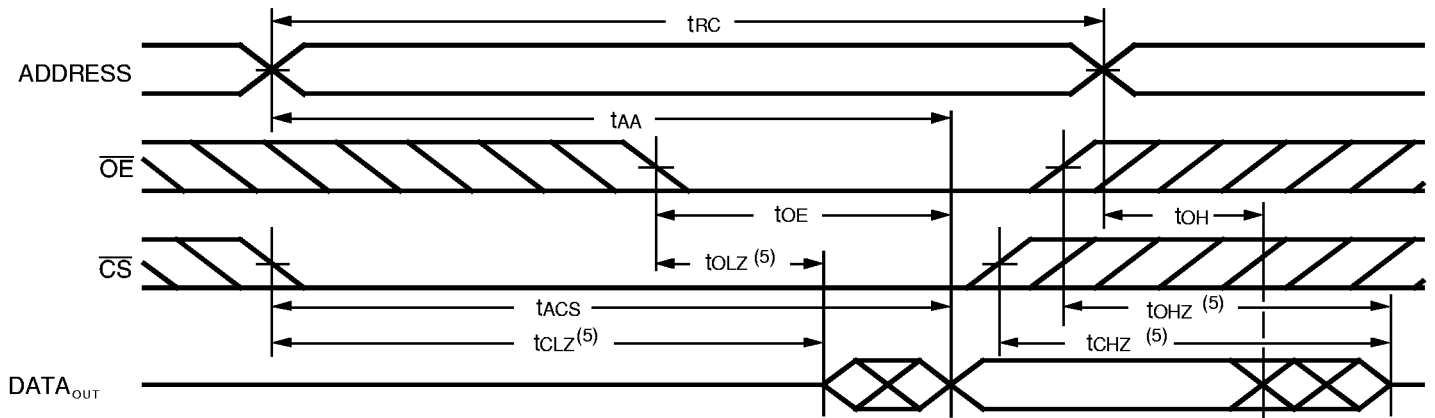 tRC
ADDRESS
tAA
OE
tOE
tOH
CS
tOLZ (5)
tACS
tOHZ (5)
tCLZ(5)
tCHZ (5)
DATAOUT